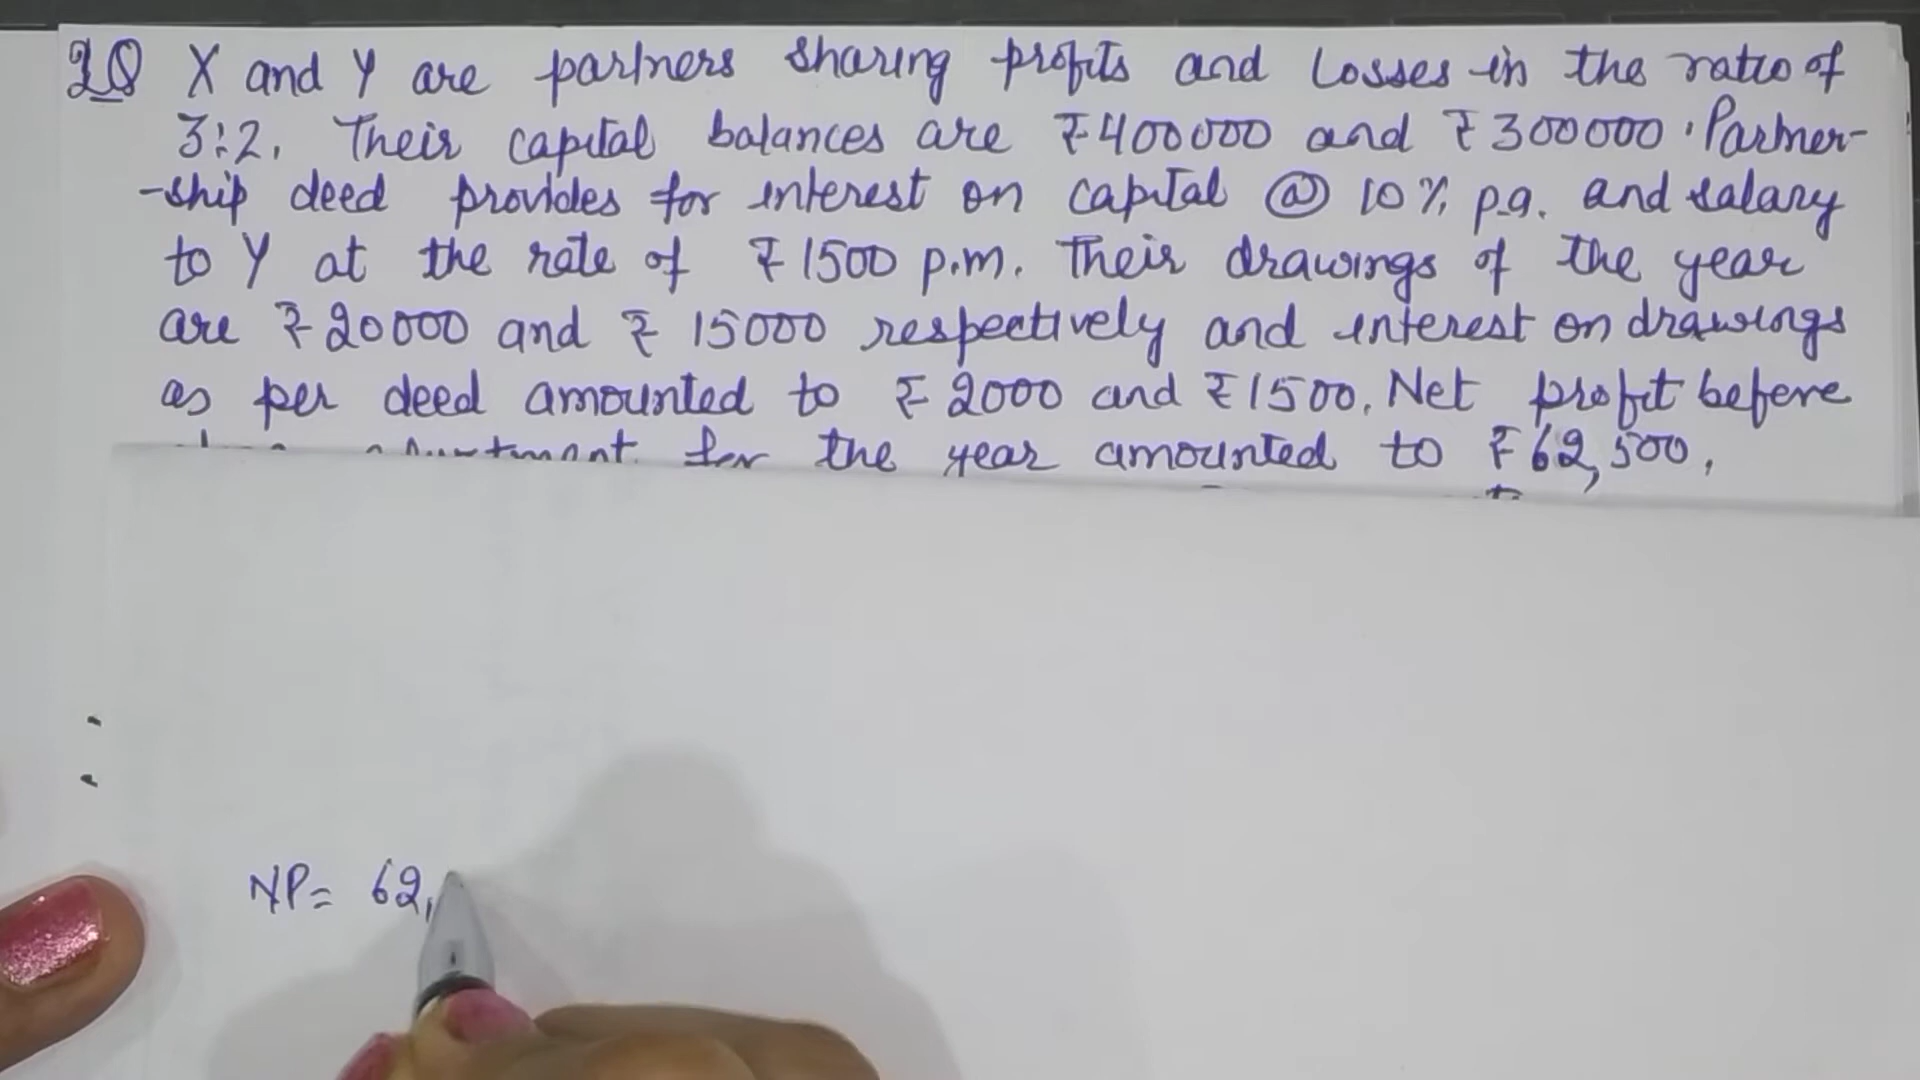 2Q X and Y are partners sharing profits and Losses in the ratio of
3:2. Their capital balances are ₹400000 and ₹300000. Partner-
-ship deed provides for interest on capital @ 10% p.a. and salary
to Y at the rate of ₹1500 p.m. Their drawings of the year
are ₹20000 and ₹15000 respectively and interest on drawings
as per deed amounted to ₹2000 and ₹1500. Net profit before
for the year amounted to ₹62,500.
NP= 62,